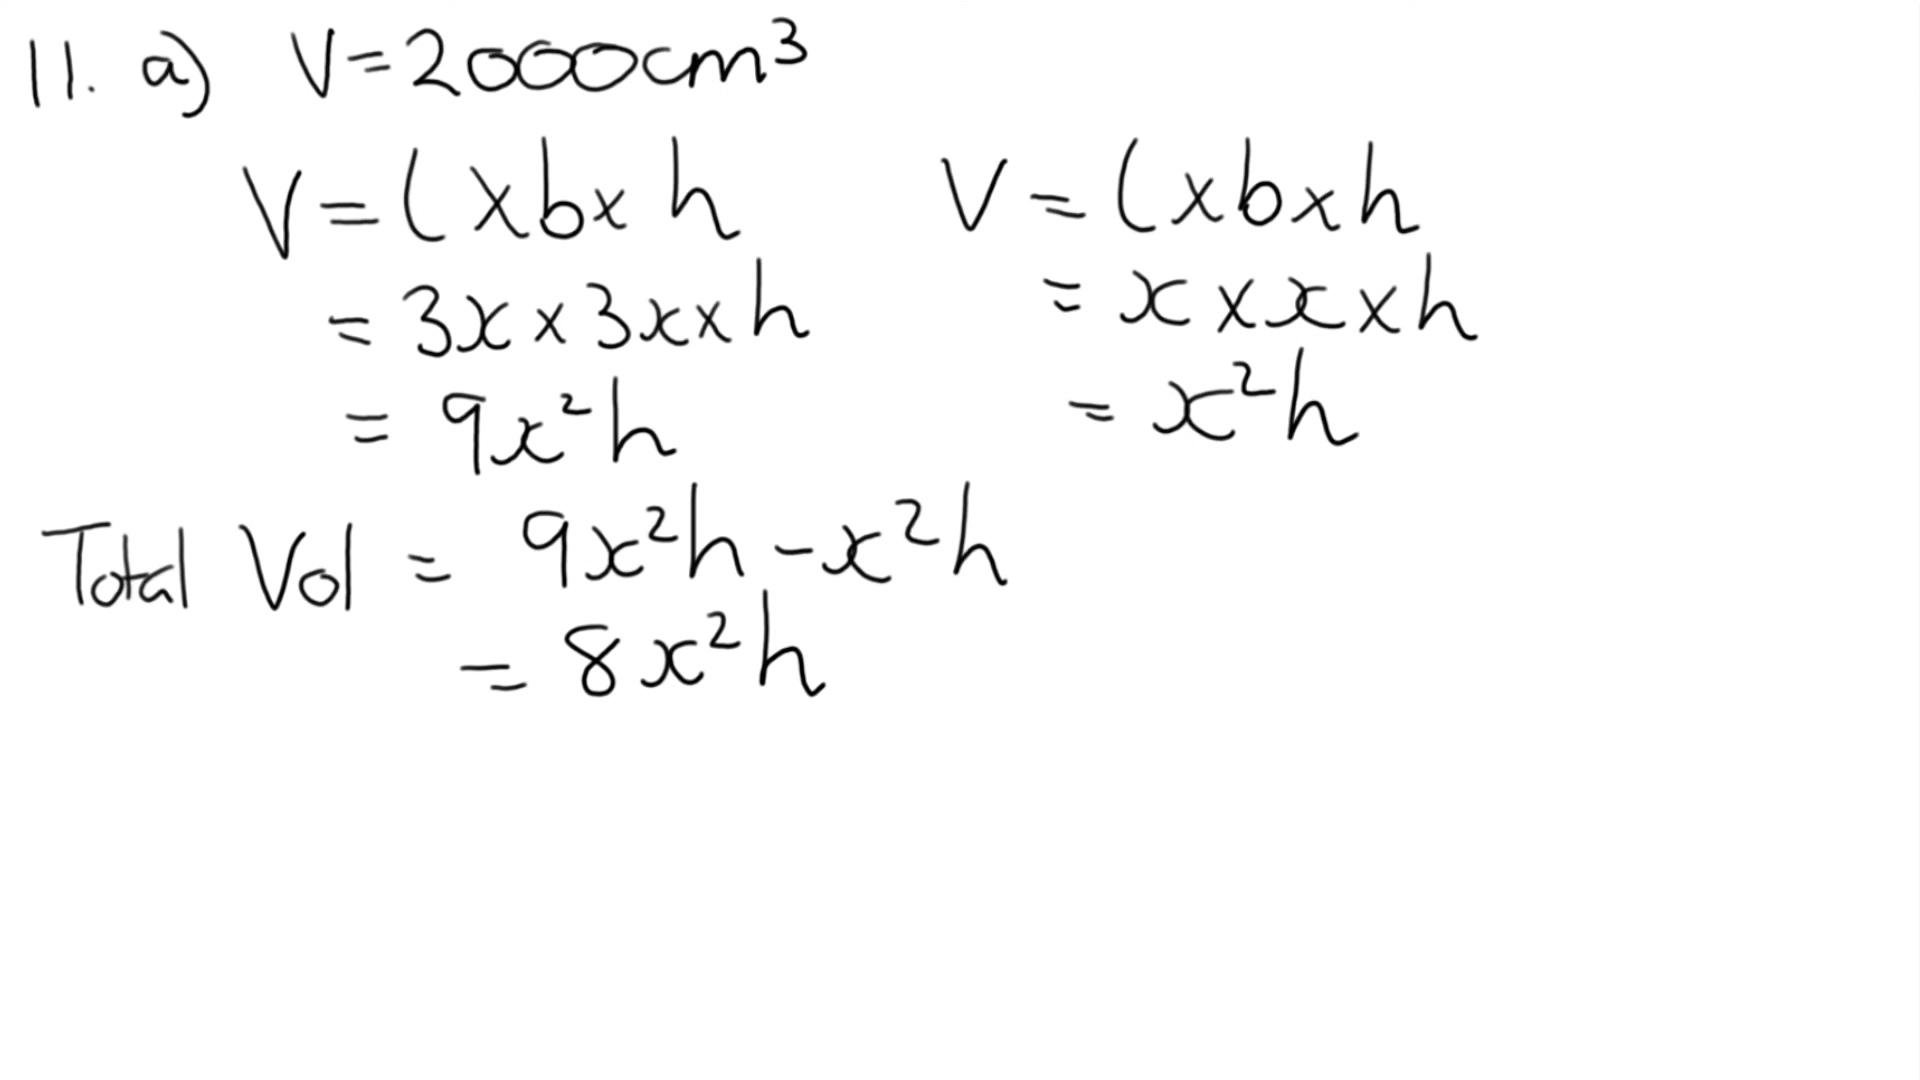 11. a) V = 2000cm³
V = l x b x h
= 3x x 3x x h
= 9x²h
V = l x b x h
= x x x x h
= x²h
Total Vol = 9x²h - x²h
= 8x²h